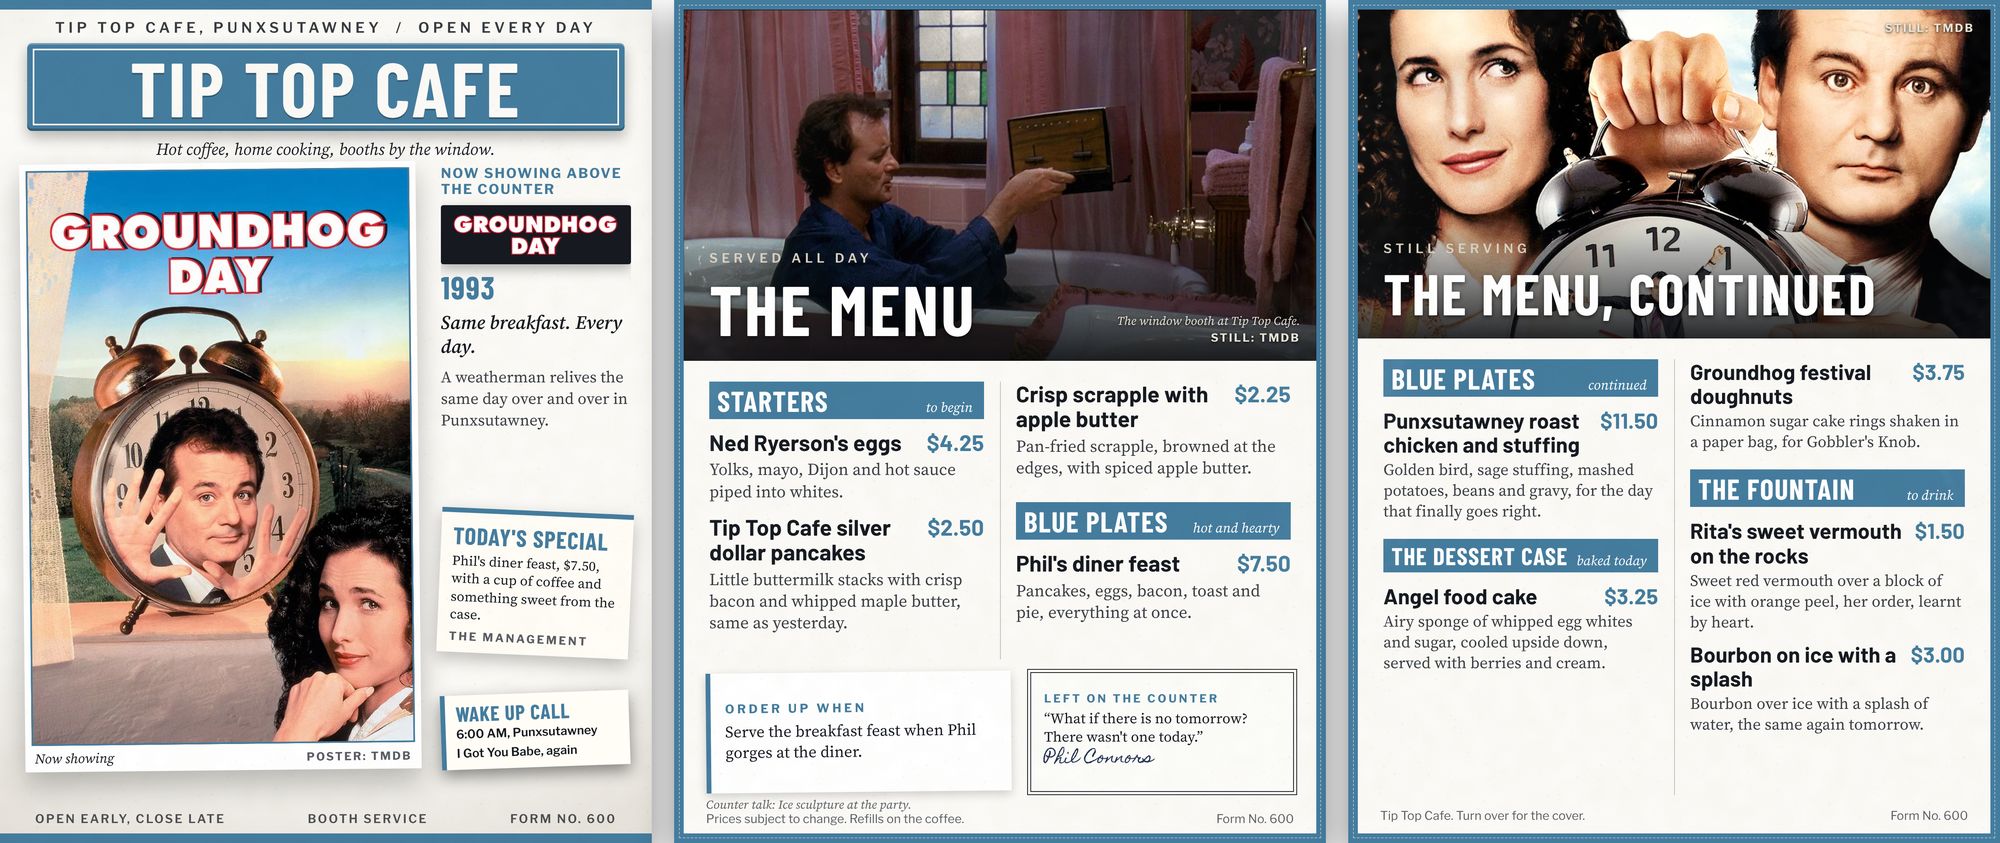 TIP TOP CAFE, PUNXSUTAWNEY / OPEN EVERY DAY
TIP TOP CAFE
Hot coffee, home cooking, booths by the window.
GROUNDHOG
DAY
10
11
12
1
2
3
4
Now showing
POSTER: TMDB
NOW SHOWING ABOVE
THE COUNTER
GROUNDHOG
DAY
1993
Same breakfast. Every
day.
A weatherman relives the
same day over and over in
Punxsutawney.
TODAY'S SPECIAL
Phil's diner feast, $7.50,
with a cup of coffee and
something sweet from the
case.
THE MANAGEMENT
WAKE UP CALL
6:00 AM, Punxsutawney
I Got You Babe, again
OPEN EARLY, CLOSE LATE
BOOTH SERVICE
FORM NO. 600
SERVED ALL DAY
THE MENU
The window booth at Tip Top Cafe.
STILL: TMDB
STARTERS to begin
Ned Ryerson's eggs $4.25
Yolks, mayo, Dijon and hot sauce
piped into whites.
Tip Top Cafe silver $2.50
dollar pancakes
Little buttermilk stacks with crisp
bacon and whipped maple butter,
same as yesterday.
Crisp scrapple with $2.25
apple butter
Pan-fried scrapple, browned at the
edges, with spiced apple butter.
BLUE PLATES hot and hearty
Phil's diner feast $7.50
Pancakes, eggs, bacon, toast and
pie, everything at once.
ORDER UP WHEN
Serve the breakfast feast when Phil
gorges at the diner.
LEFT ON THE COUNTER
“What if there is no tomorrow?
There wasn't one today.”
Phil Connors
Counter talk: Ice sculpture at the party.
Prices subject to change. Refills on the coffee.
Form No. 600
STILL: TMDB
11
12
1
STILL SERVING
THE MENU, CONTINUED
BLUE PLATES continued
Punxsutawney roast $11.50
chicken and stuffing
Golden bird, sage stuffing, mashed
potatoes, beans and gravy, for the day
that finally goes right.
THE DESSERT CASE baked today
Angel food cake $3.25
Airy sponge of whipped egg whites
and sugar, cooled upside down,
served with berries and cream.
Groundhog festival $3.75
doughnuts
Cinnamon sugar cake rings shaken in
a paper bag, for Gobbler's Knob.
THE FOUNTAIN to drink
Rita's sweet vermouth $1.50
on the rocks
Sweet red vermouth over a block of
ice with orange peel, her order, learnt
by heart.
Bourbon on ice with a $3.00
splash
Bourbon over ice with a splash of
water, the same again tomorrow.
Tip Top Cafe. Turn over for the cover.
Form No. 600